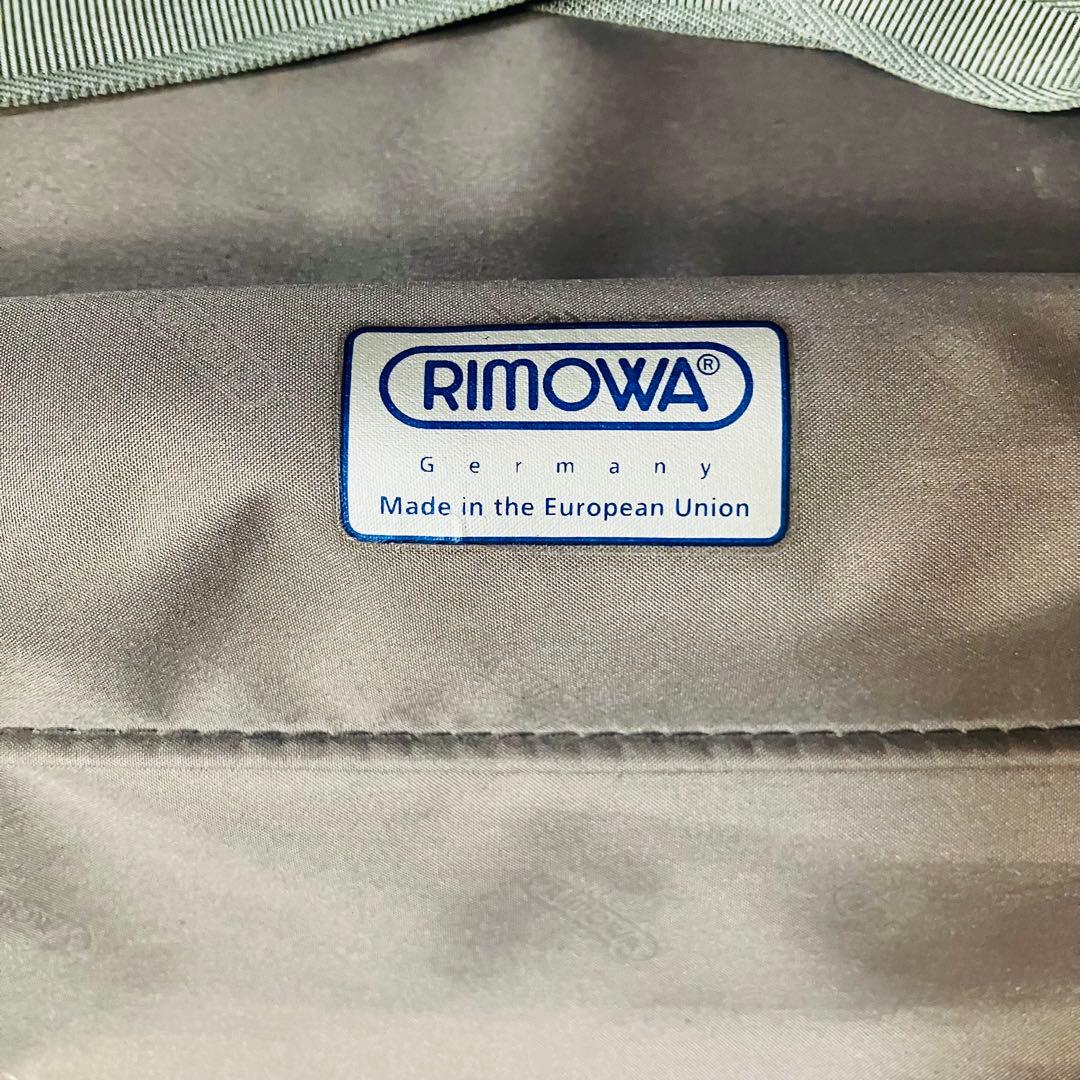 RIMOWA®
Germany
Made in the European Union